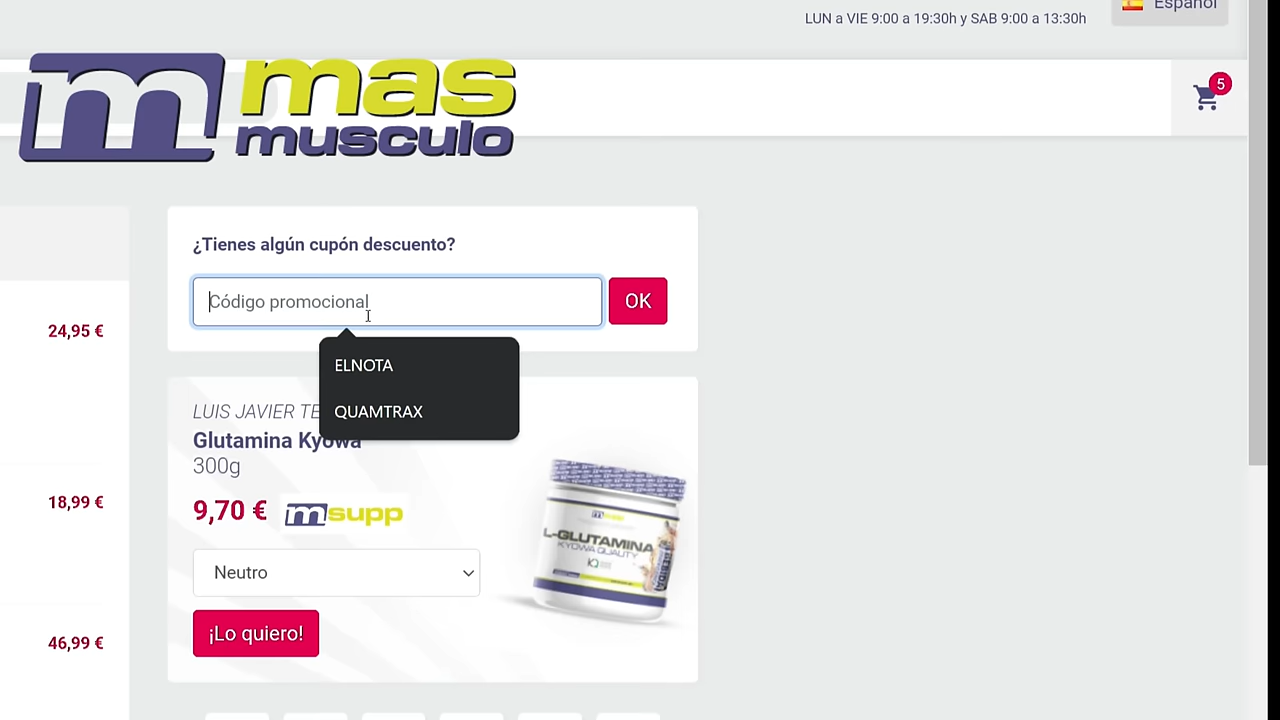 LUN a VIE 9:00 a 19:30h y SAB 9:00 a 13:30h
Español
m mas
musculo
5
¿Tienes algún cupón descuento?
Código promocional
OK
24,95 €
ELNOTA
QUAMTRAX
LUIS JAVIER TE
Glutamina Kyowa
300g
9,70 €
msupp
L-GLUTAMINA
KYOWA QUALITY
18,99 €
Neutro
¡Lo quiero!
46,99 €